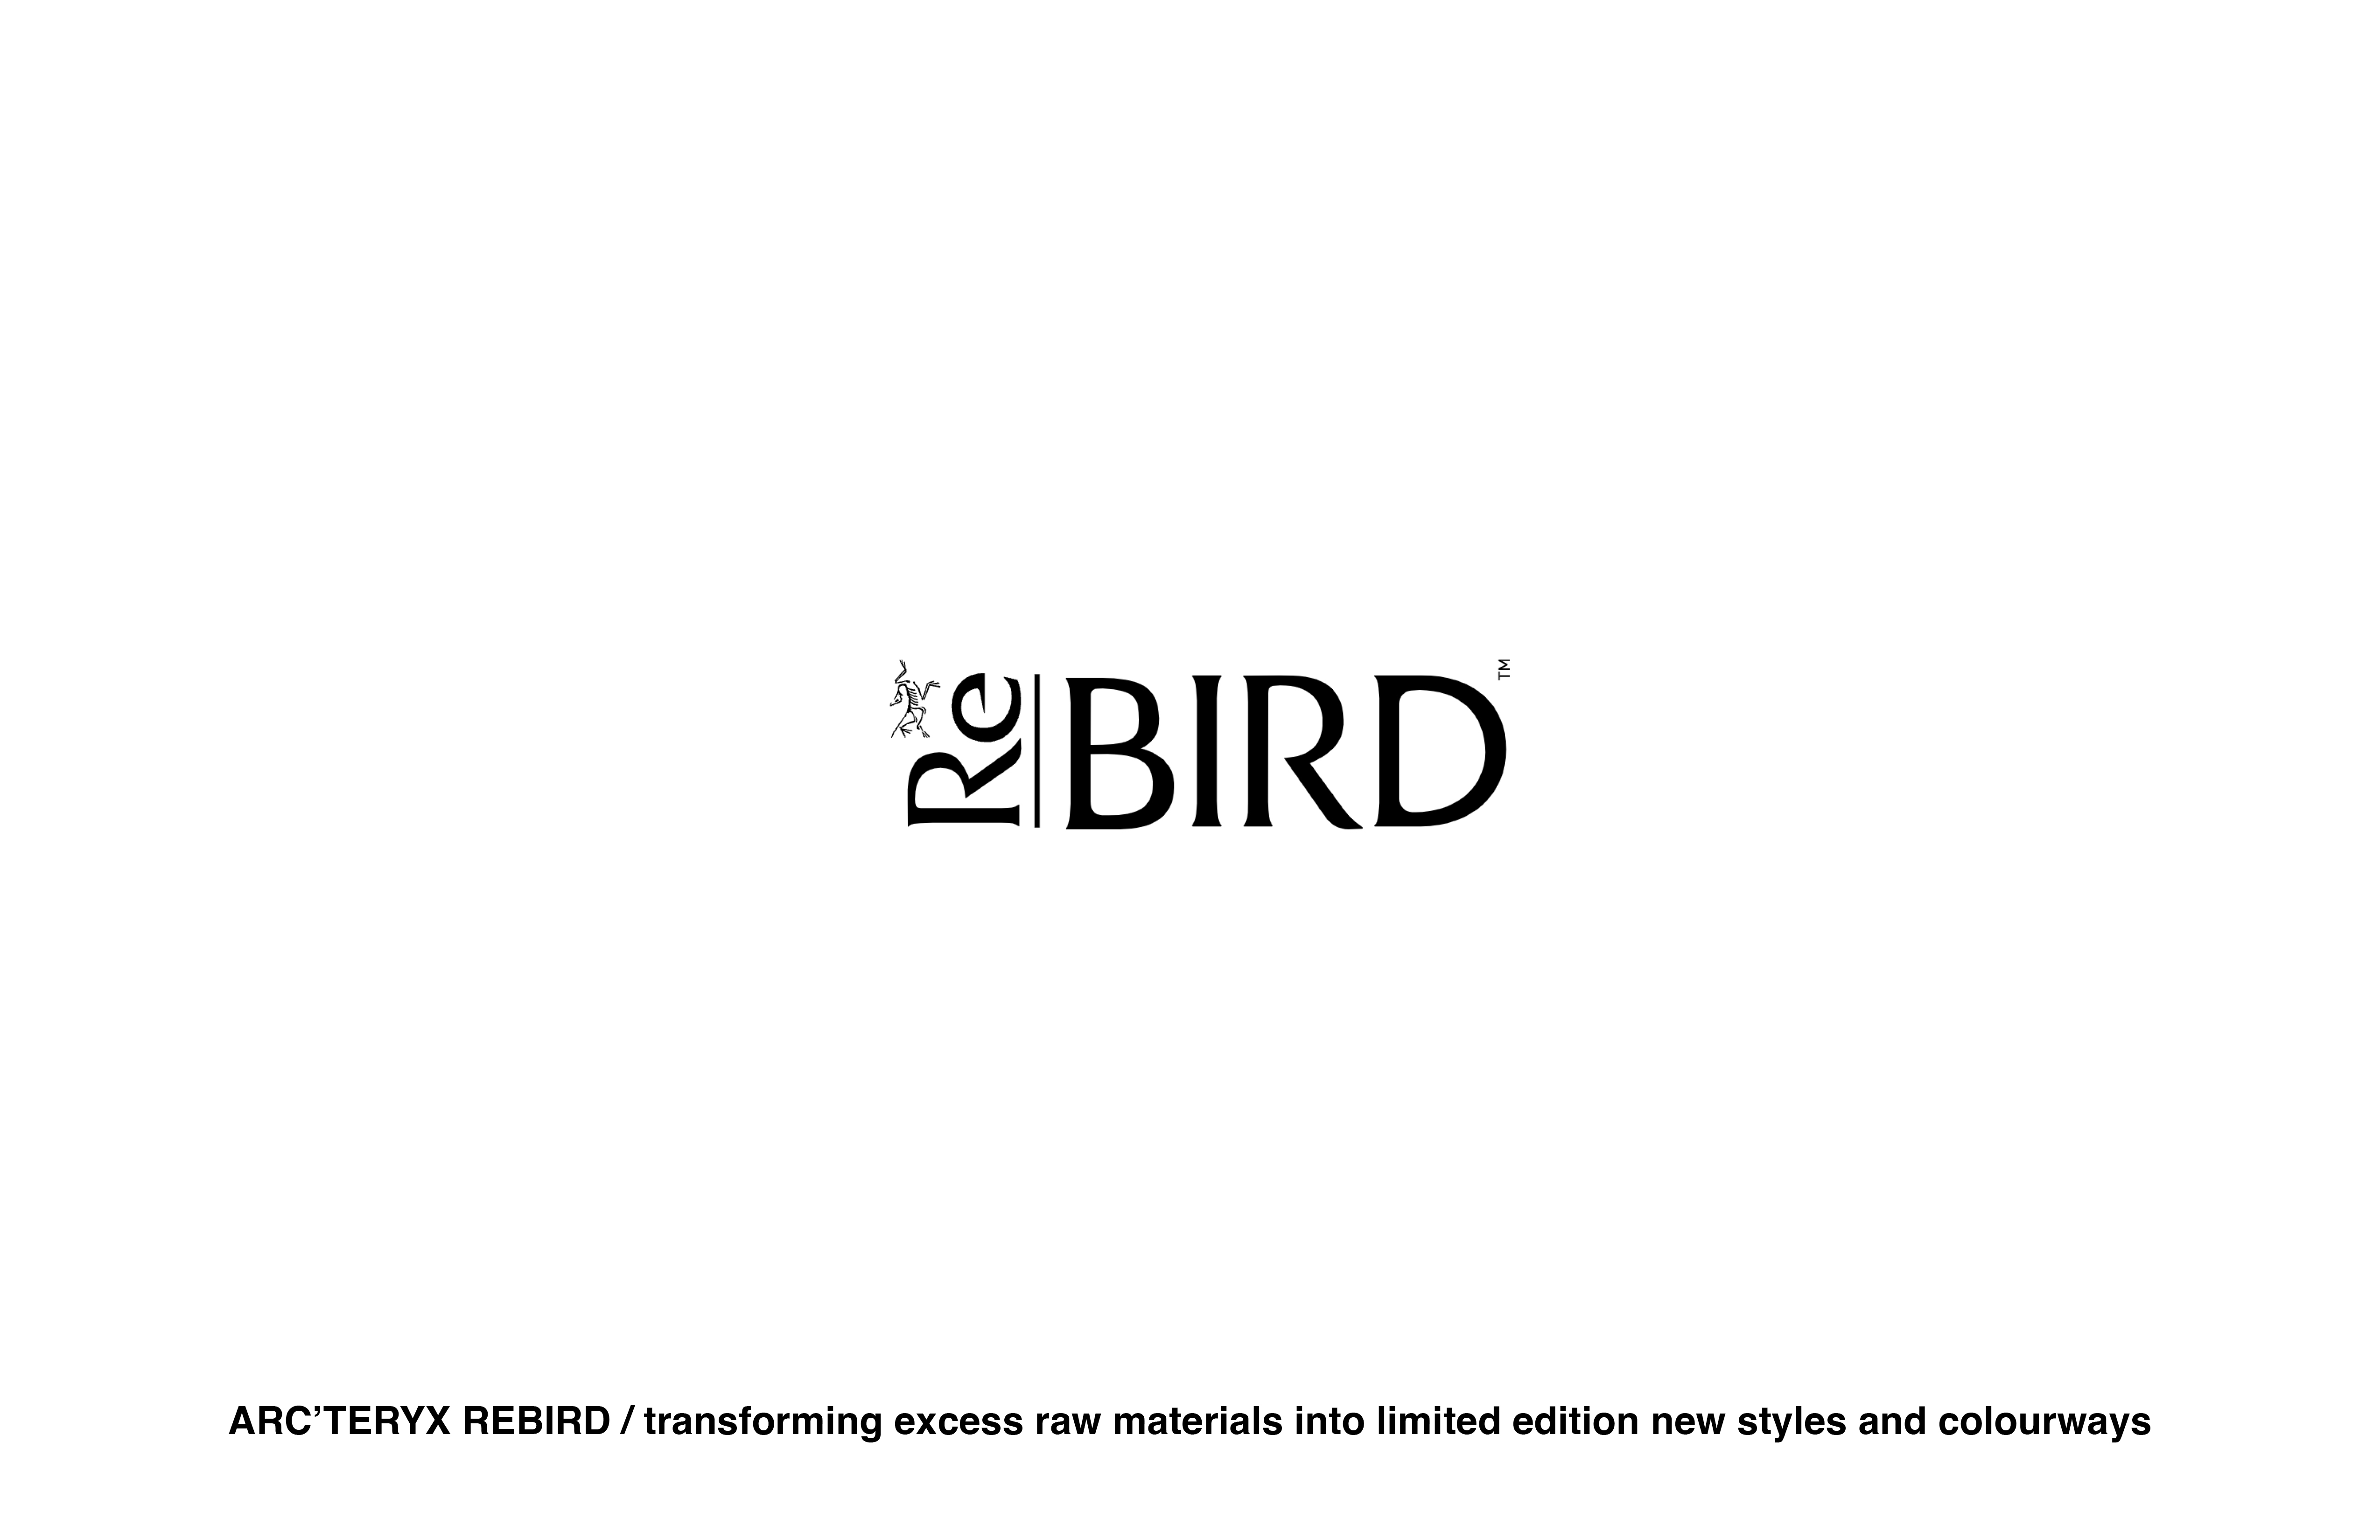 Re BIRD™
ARC’TERYX REBIRD / transforming excess raw materials into limited edition new styles and colourways